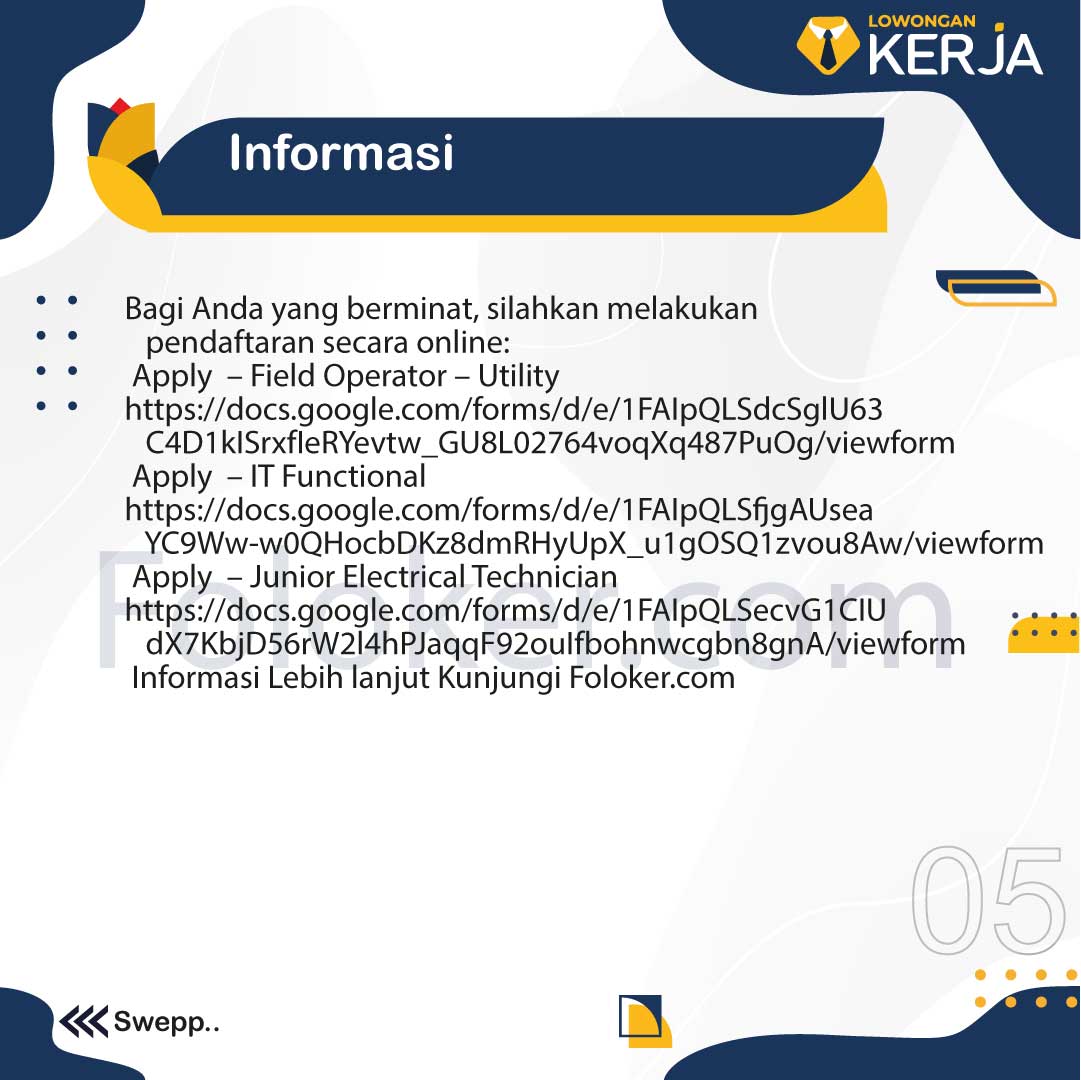 LOWONGAN
KERJA
Informasi
Bagi Anda yang berminat, silahkan melakukan
pendaftaran secara online:
Apply – Field Operator – Utility
https://docs.google.com/forms/d/e/1FAIpQLSdcSglU63
C4D1klSrxfIeRYevtw_GU8L02764voqXq487PuOg/viewform
Apply – IT Functional
https://docs.google.com/forms/d/e/1FAIpQLSfjgAUsea
YC9Ww-w0QHocbDKz8dmRHyUpX_u1gOSQ1zvou8Aw/viewform
Apply – Junior Electrical Technician
https://docs.google.com/forms/d/e/1FAIpQLSecvG1ClU
dX7KbjD56rW2l4hPJaqqF92ouIfbohnwcgbn8gnA/viewform
Informasi Lebih lanjut Kunjungi Foloker.com
Foloker.com
05
Swepp..